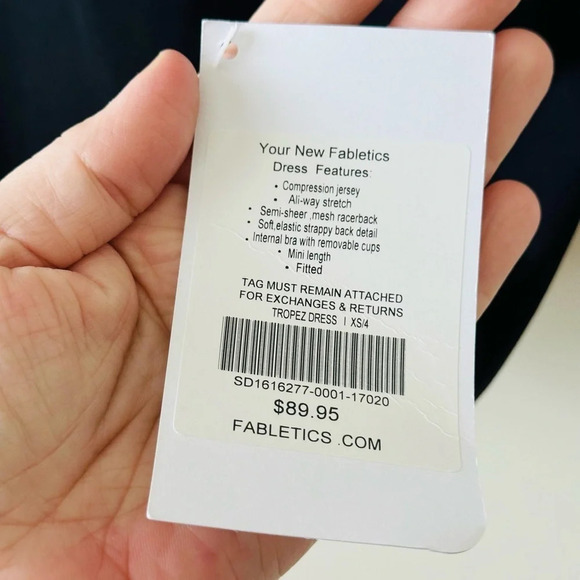 Your New Fabletics
Dress Features:
• Compression jersey
• All-way stretch
• Semi-sheer ,mesh racerback
• Soft,elastic strappy back detail
• Internal bra with removable cups
• Mini length
• Fitted
TAG MUST REMAIN ATTACHED
FOR EXCHANGES & RETURNS
TROPEZ DRESS | XS/4
SD1616277-0001-17020
$89.95
FABLETICS .COM